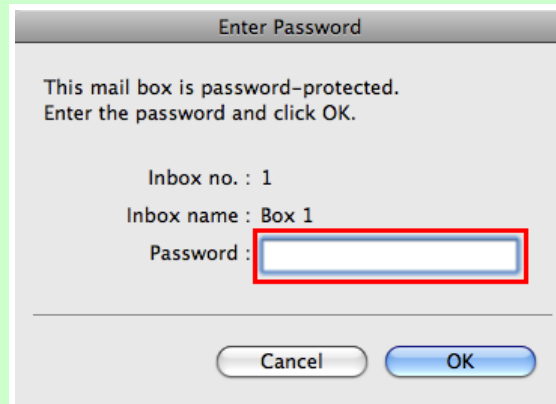 Enter Password
This mail box is password-protected.
Enter the password and click OK.
Inbox no. : 1
Inbox name : Box 1
Password :
Cancel
OK